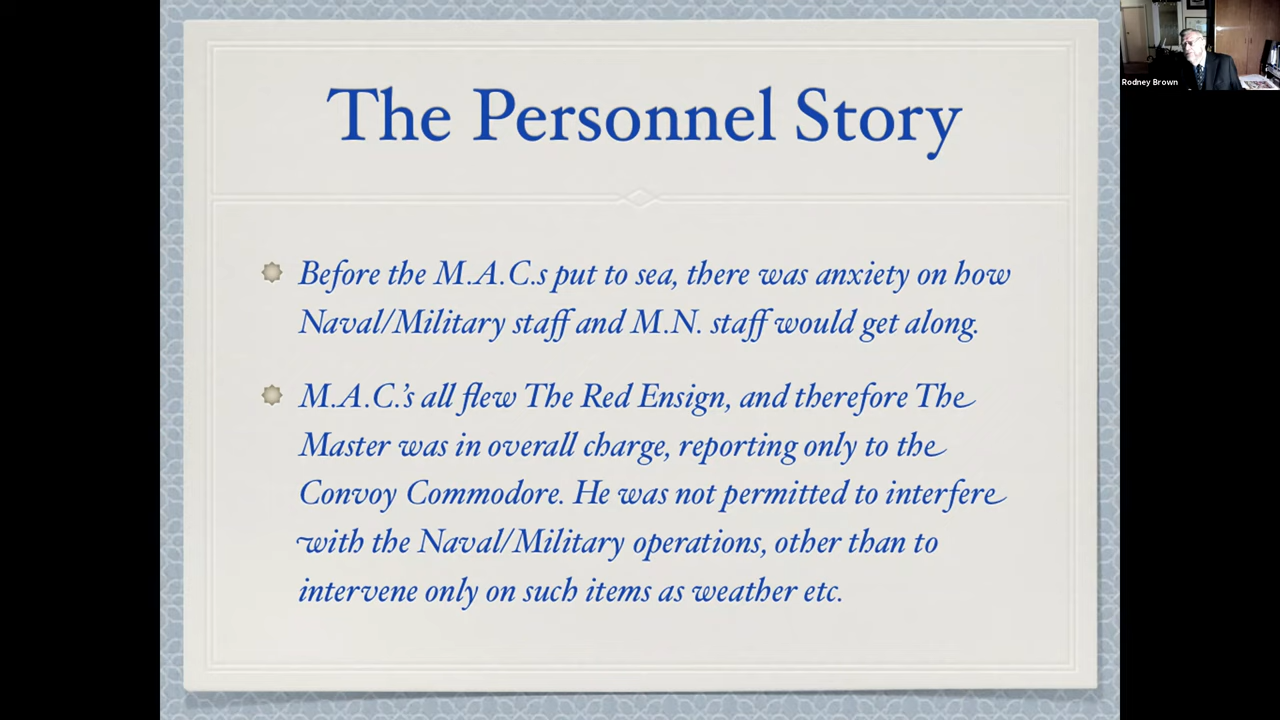 The Personnel Story
Before the M.A.C.s put to sea, there was anxiety on how
Naval/Military staff and M.N. staff would get along.
M.A.C.'s all flew The Red Ensign, and therefore The
Master was in overall charge, reporting only to the
Convoy Commodore. He was not permitted to interfere
with the Naval/Military operations, other than to
intervene only on such items as weather etc.
Rodney Brown